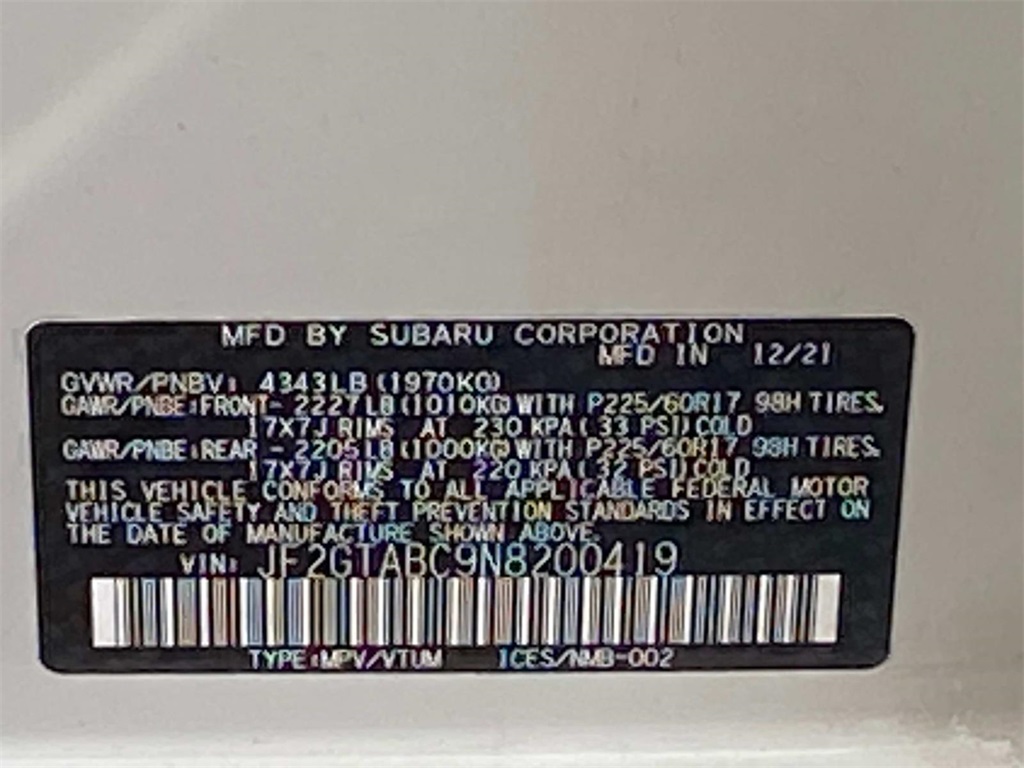 MFD BY SUBARU CORPORATION
MFD IN 12/21
GVWR/PNBV: 4343LB (1970KG)
GAWR/PNBE:FRONT- 2227LB (1010KG) WITH P225/60R17 98H TIRES,
17X7J RIMS AT 230 KPA( 33 PSI) COLD
GAWR/PNBE:REAR - 2205LB (1000KG) WITH P225/60R17 98H TIRES,
17X7J RIMS AT 220 KPA( 32 PSI) COLD
THIS VEHICLE CONFORMS TO ALL APPLICABLE FEDERAL MOTOR
VEHICLE SAFETY AND THEFT PREVENTION STANDARDS IN EFFECT ON
THE DATE OF MANUFACTURE SHOWN ABOVE.
VIN: JF2GTABC9N8200419
TYPE:MPV/VTUM ICES/NMB-002